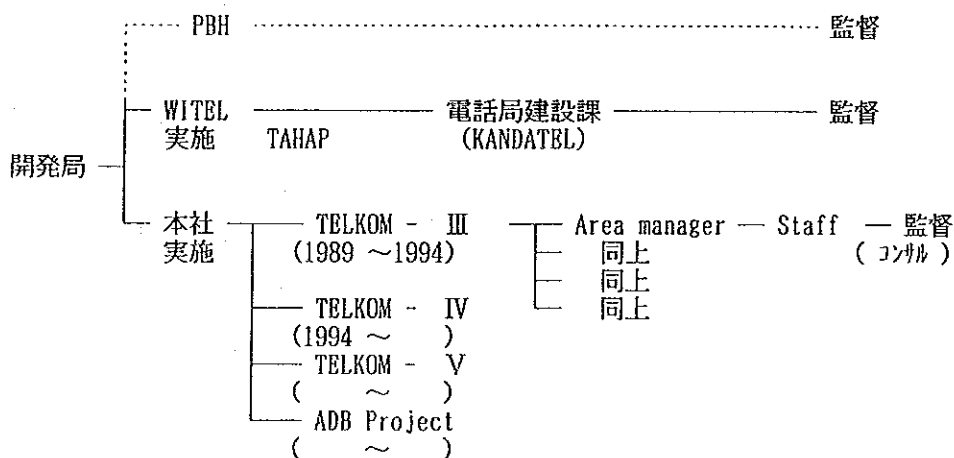 PBH 監督
WITEL 電話局建設課 監督
実施 TAHAP (KANDATEL)
開発局
本社 TELKOM - Ⅲ Area manager Staff 監督
実施 (1989 ～1994) 同上 (コンサル)
同上
TELKOM - Ⅳ 同上
(1994 ～ )
TELKOM - Ⅴ
( ～ )
ADB Project
( ～ )